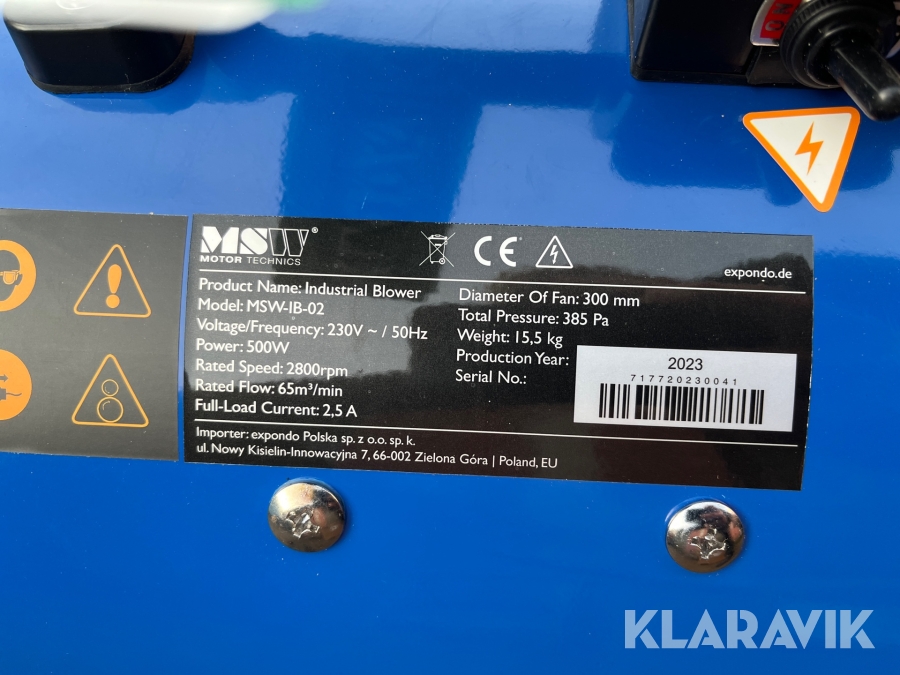 MSW®
MOTOR TECHNICS
expondo.de
Product Name: Industrial Blower
Model: MSW-IB-02
Voltage/Frequency: 230V ~ / 50Hz
Power: 500W
Rated Speed: 2800rpm
Rated Flow: 65m³/min
Full-Load Current: 2,5 A
Diameter Of Fan: 300 mm
Total Pressure: 385 Pa
Weight: 15,5 kg
Production Year: 2023
Serial No.: 717720230041
Importer: expondo Polska sp. z o.o. sp. k.
ul. Nowy Kisielin-Innowacyjna 7, 66-002 Zielona Góra | Poland, EU
KLARAVIK